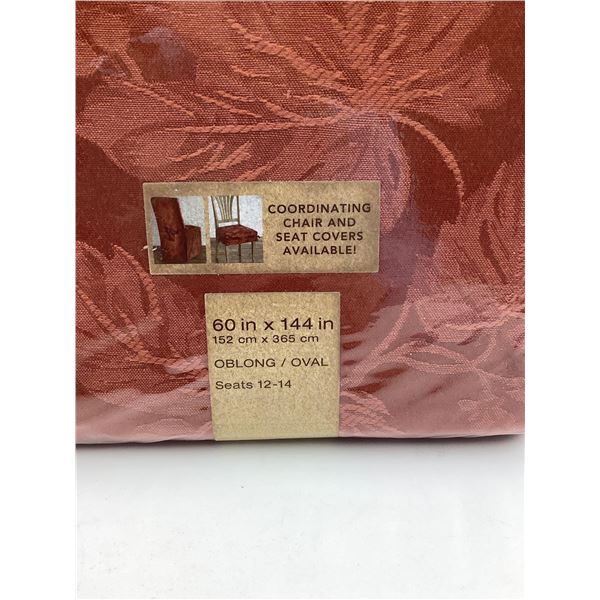 COORDINATING
CHAIR AND
SEAT COVERS
AVAILABLE!
60 in x 144 in
152 cm x 365 cm
OBLONG / OVAL
Seats 12-14